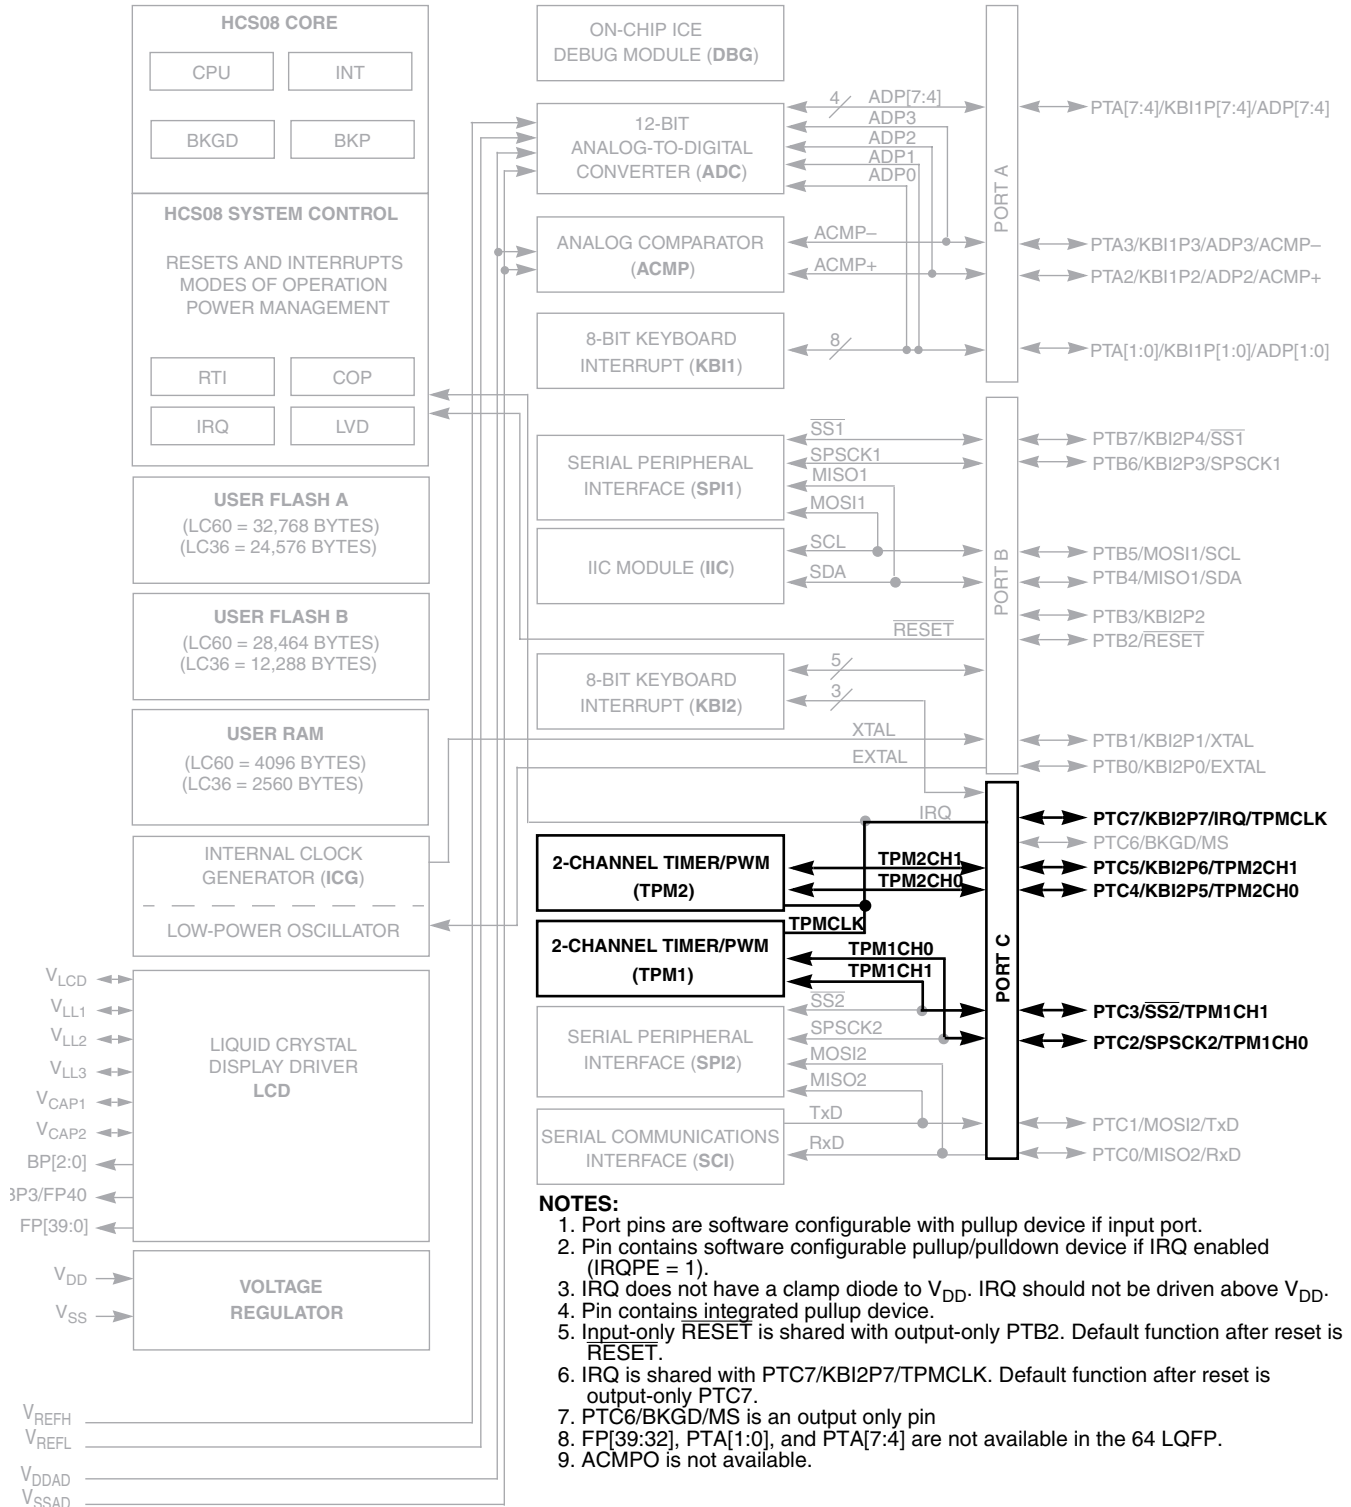 HCS08 CORE
CPU
INT
BKGD
BKP
HCS08 SYSTEM CONTROL
RESETS AND INTERRUPTS
MODES OF OPERATION
POWER MANAGEMENT
RTI
COP
IRQ
LVD
USER FLASH A
(LC60 = 32,768 BYTES)
(LC36 = 24,576 BYTES)
USER FLASH B
(LC60 = 28,464 BYTES)
(LC36 = 12,288 BYTES)
USER RAM
(LC60 = 4096 BYTES)
(LC36 = 2560 BYTES)
INTERNAL CLOCK
GENERATOR (ICG)
LOW-POWER OSCILLATOR
VLCD
VLL1
VLL2
VLL3
VCAP1
VCAP2
BP[2:0]
BP3/FP40
FP[39:0]
LIQUID CRYSTAL
DISPLAY DRIVER
LCD
VDD
VSS
VOLTAGE
REGULATOR
VREFH
VREFL
VDDAD
VSSAD
ON-CHIP ICE
DEBUG MODULE (DBG)
12-BIT
ANALOG-TO-DIGITAL
CONVERTER (ADC)
4
ADP[7:4]
ADP3
ADP2
ADP1
ADP0
ANALOG COMPARATOR
(ACMP)
ACMP–
ACMP+
8-BIT KEYBOARD
INTERRUPT (KBI1)
8
PORT A
PTA[7:4]/KBI1P[7:4]/ADP[7:4]
PTA3/KBI1P3/ADP3/ACMP–
PTA2/KBI1P2/ADP2/ACMP+
PTA[1:0]/KBI1P[1:0]/ADP[1:0]
SERIAL PERIPHERAL
INTERFACE (SPI1)
SS1
SPSCK1
MISO1
MOSI1
IIC MODULE (IIC)
SCL
SDA
RESET
8-BIT KEYBOARD
INTERRUPT (KBI2)
5
3
XTAL
EXTAL
PORT B
PTB7/KBI2P4/SS1
PTB6/KBI2P3/SPSCK1
PTB5/MOSI1/SCL
PTB4/MISO1/SDA
PTB3/KBI2P2
PTB2/RESET
PTB1/KBI2P1/XTAL
PTB0/KBI2P0/EXTAL
IRQ
2-CHANNEL TIMER/PWM
(TPM2)
TPM2CH1
TPM2CH0
TPMCLK
2-CHANNEL TIMER/PWM
(TPM1)
TPM1CH0
TPM1CH1
SERIAL PERIPHERAL
INTERFACE (SPI2)
SS2
SPSCK2
MOSI2
MISO2
SERIAL COMMUNICATIONS
INTERFACE (SCI)
TxD
RxD
PORT C
PTC7/KBI2P7/IRQ/TPMCLK
PTC6/BKGD/MS
PTC5/KBI2P6/TPM2CH1
PTC4/KBI2P5/TPM2CH0
PTC3/SS2/TPM1CH1
PTC2/SPSCK2/TPM1CH0
PTC1/MOSI2/TxD
PTC0/MISO2/RxD
NOTES:
1. Port pins are software configurable with pullup device if input port.
2. Pin contains software configurable pullup/pulldown device if IRQ enabled
(IRQPE = 1).
3. IRQ does not have a clamp diode to VDD. IRQ should not be driven above VDD.
4. Pin contains integrated pullup device.
5. Input-only RESET is shared with output-only PTB2. Default function after reset is
RESET.
6. IRQ is shared with PTC7/KBI2P7/TPMCLK. Default function after reset is
output-only PTC7.
7. PTC6/BKGD/MS is an output only pin
8. FP[39:32], PTA[1:0], and PTA[7:4] are not available in the 64 LQFP.
9. ACMPO is not available.